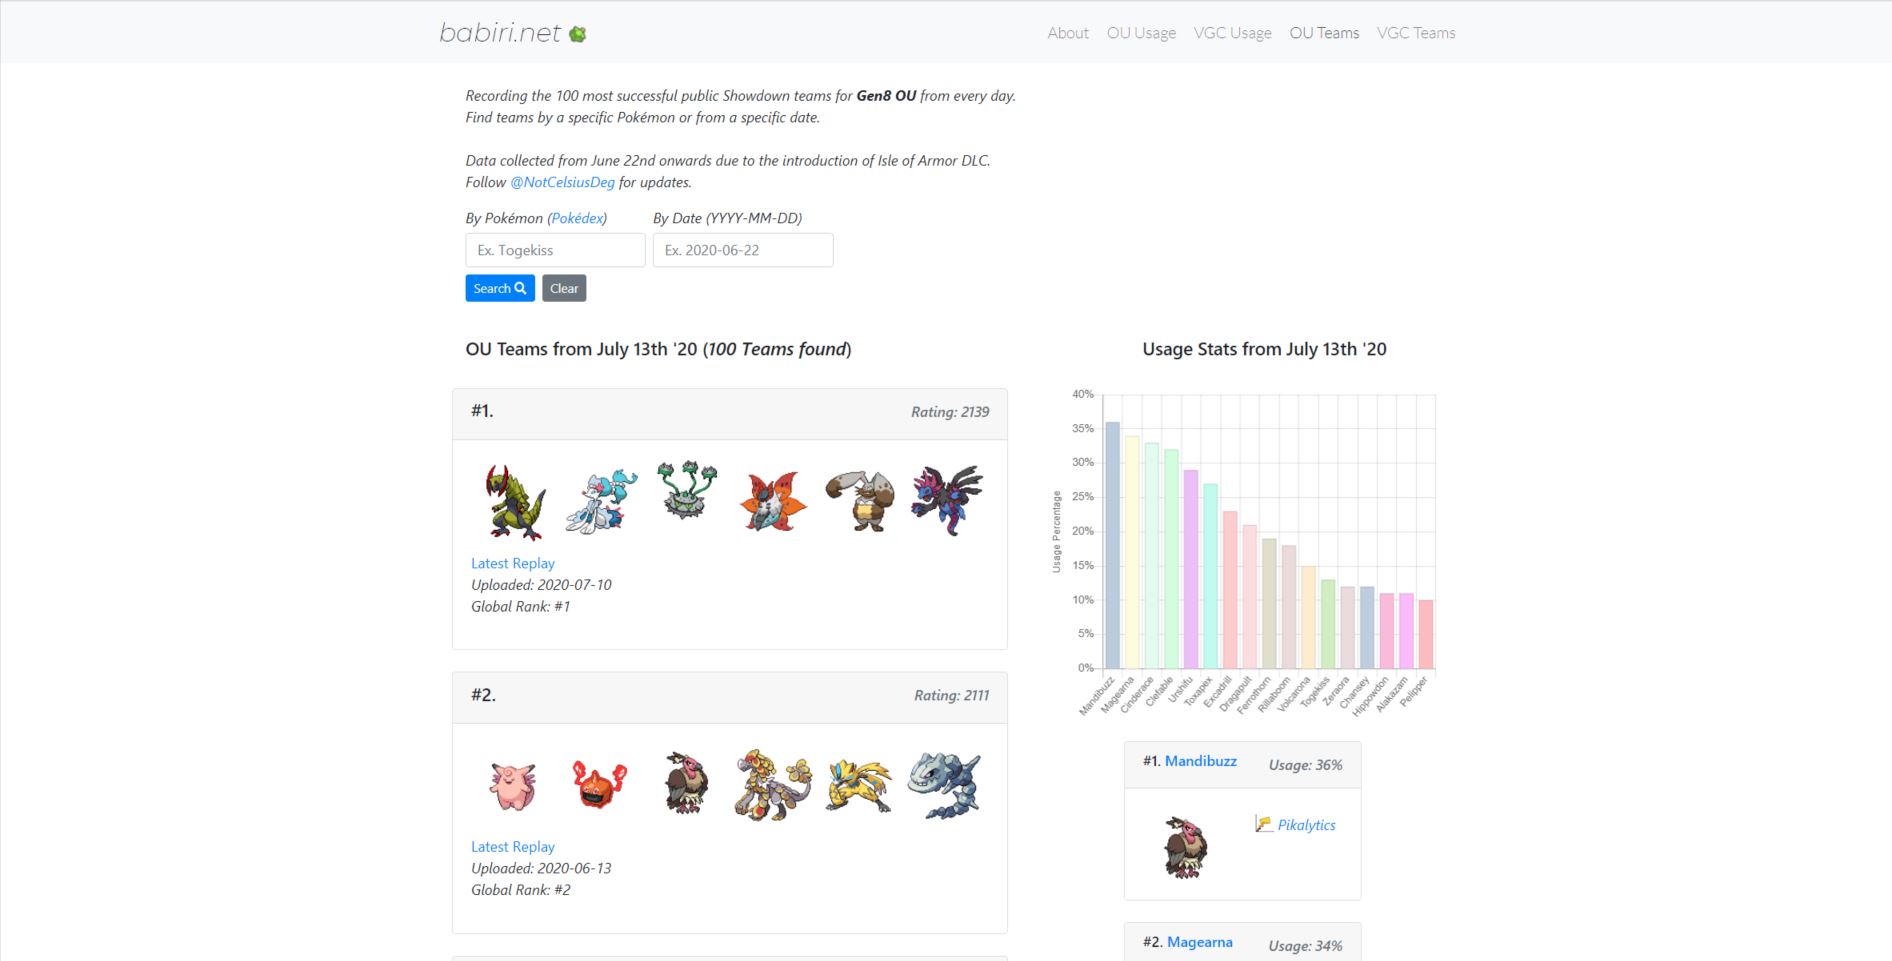 babiri.net
About OU Usage VGC Usage OU Teams VGC Teams
Recording the 100 most successful public Showdown teams for Gen8 OU from every day.
Find teams by a specific Pokémon or from a specific date.
Data collected from June 22nd onwards due to the introduction of Isle of Armor DLC.
Follow @NotCelsiusDeg for updates.
By Pokémon (Pokédex) By Date (YYYY-MM-DD)
Ex. Togekiss Ex. 2020-06-22
Search Clear
OU Teams from July 13th '20 (100 Teams found)
#1. Rating: 2139
Latest Replay
Uploaded: 2020-07-10
Global Rank: #1
#2. Rating: 2111
Latest Replay
Uploaded: 2020-06-13
Global Rank: #2
Usage Stats from July 13th '20
Usage Percentage
40%
35%
30%
25%
20%
15%
10%
5%
0%
Mandibuzz
Magearna
Cinderace
Clefable
Urshifu
Toxapex
Excadrill
Dragapult
Ferrothorn
Rillaboom
Volcarona
Togekiss
Zeraora
Chansey
Hippowdon
Alakazam
Pelipper
#1. Mandibuzz Usage: 36%
Pikalytics
#2. Magearna Usage: 34%